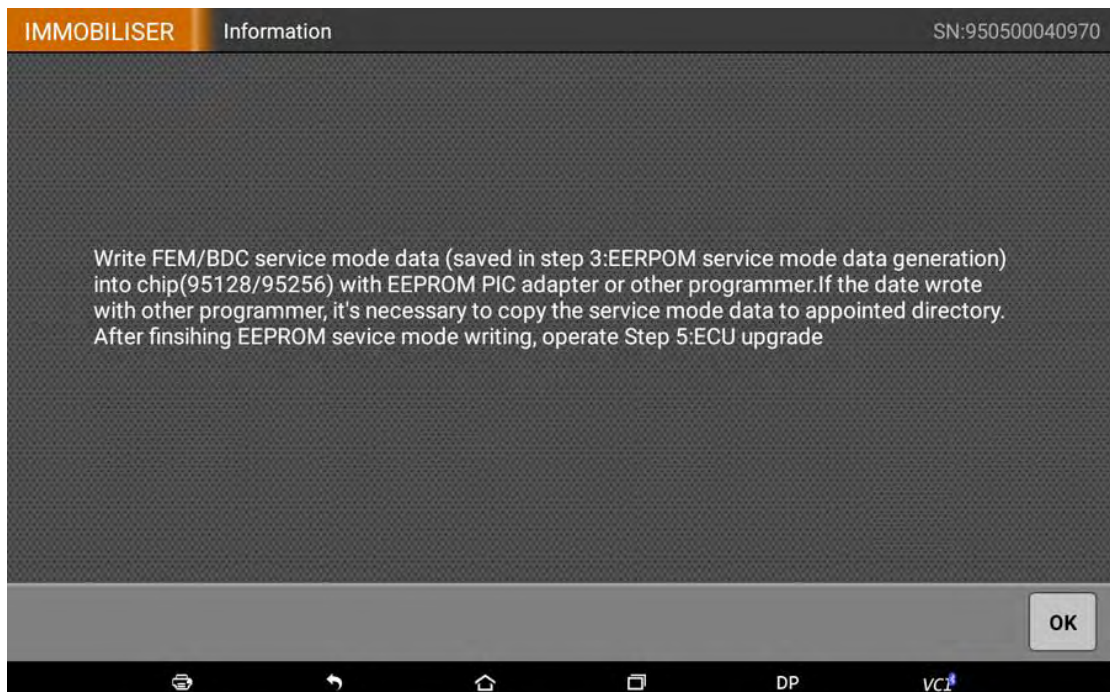 IMMOBILISER Information SN:950500040970
Write FEM/BDC service mode data (saved in step 3:EERPOM service mode data generation)
into chip(95128/95256) with EEPROM PIC adapter or other programmer.If the date wrote
with other programmer, it's necessary to copy the service mode data to appointed directory.
After finsihing EEPROM sevice mode writing, operate Step 5:ECU upgrade
OK
DP VCI